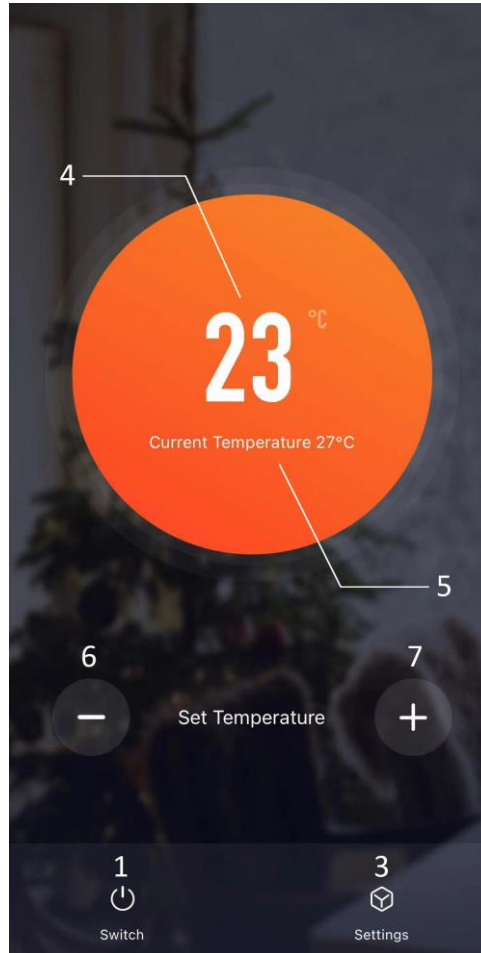 4
23 °C
Current Temperature 27°C
5
6 7
− Set Temperature +
1 3
Switch Settings